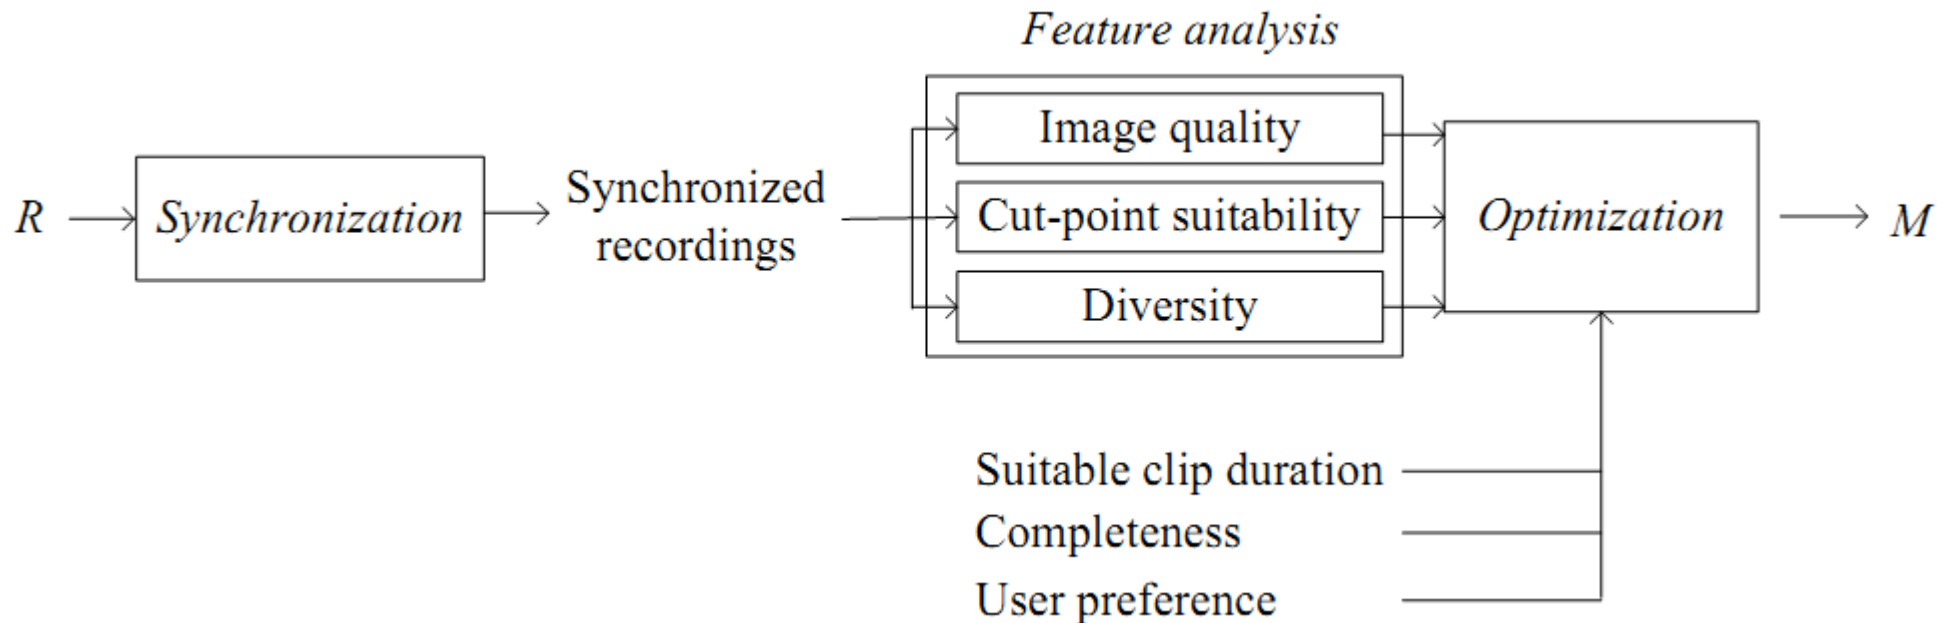 Feature analysis
Image quality
R
Synchronization
Synchronized
recordings
Cut-point suitability
Optimization
M
Diversity
Suitable clip duration
Completeness
User preference